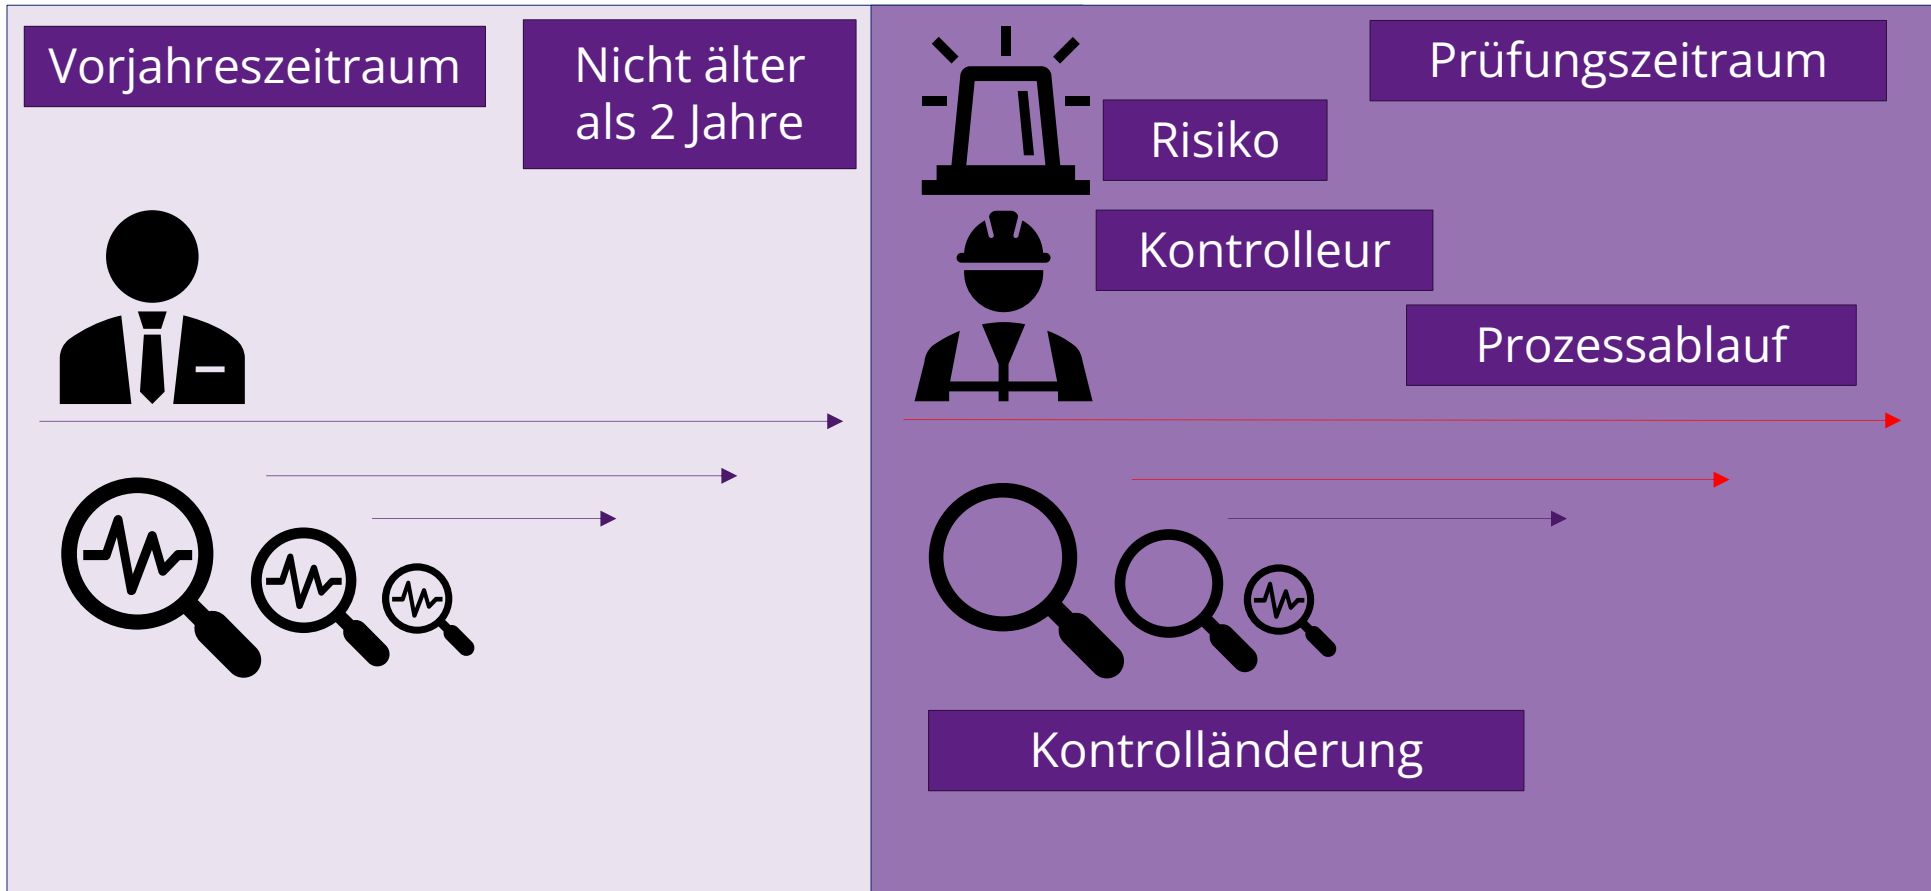 Vorjahreszeitraum
Nicht älter
als 2 Jahre
Prüfungszeitraum
Risiko
Kontrolleur
Prozessablauf
Kontrolländerung